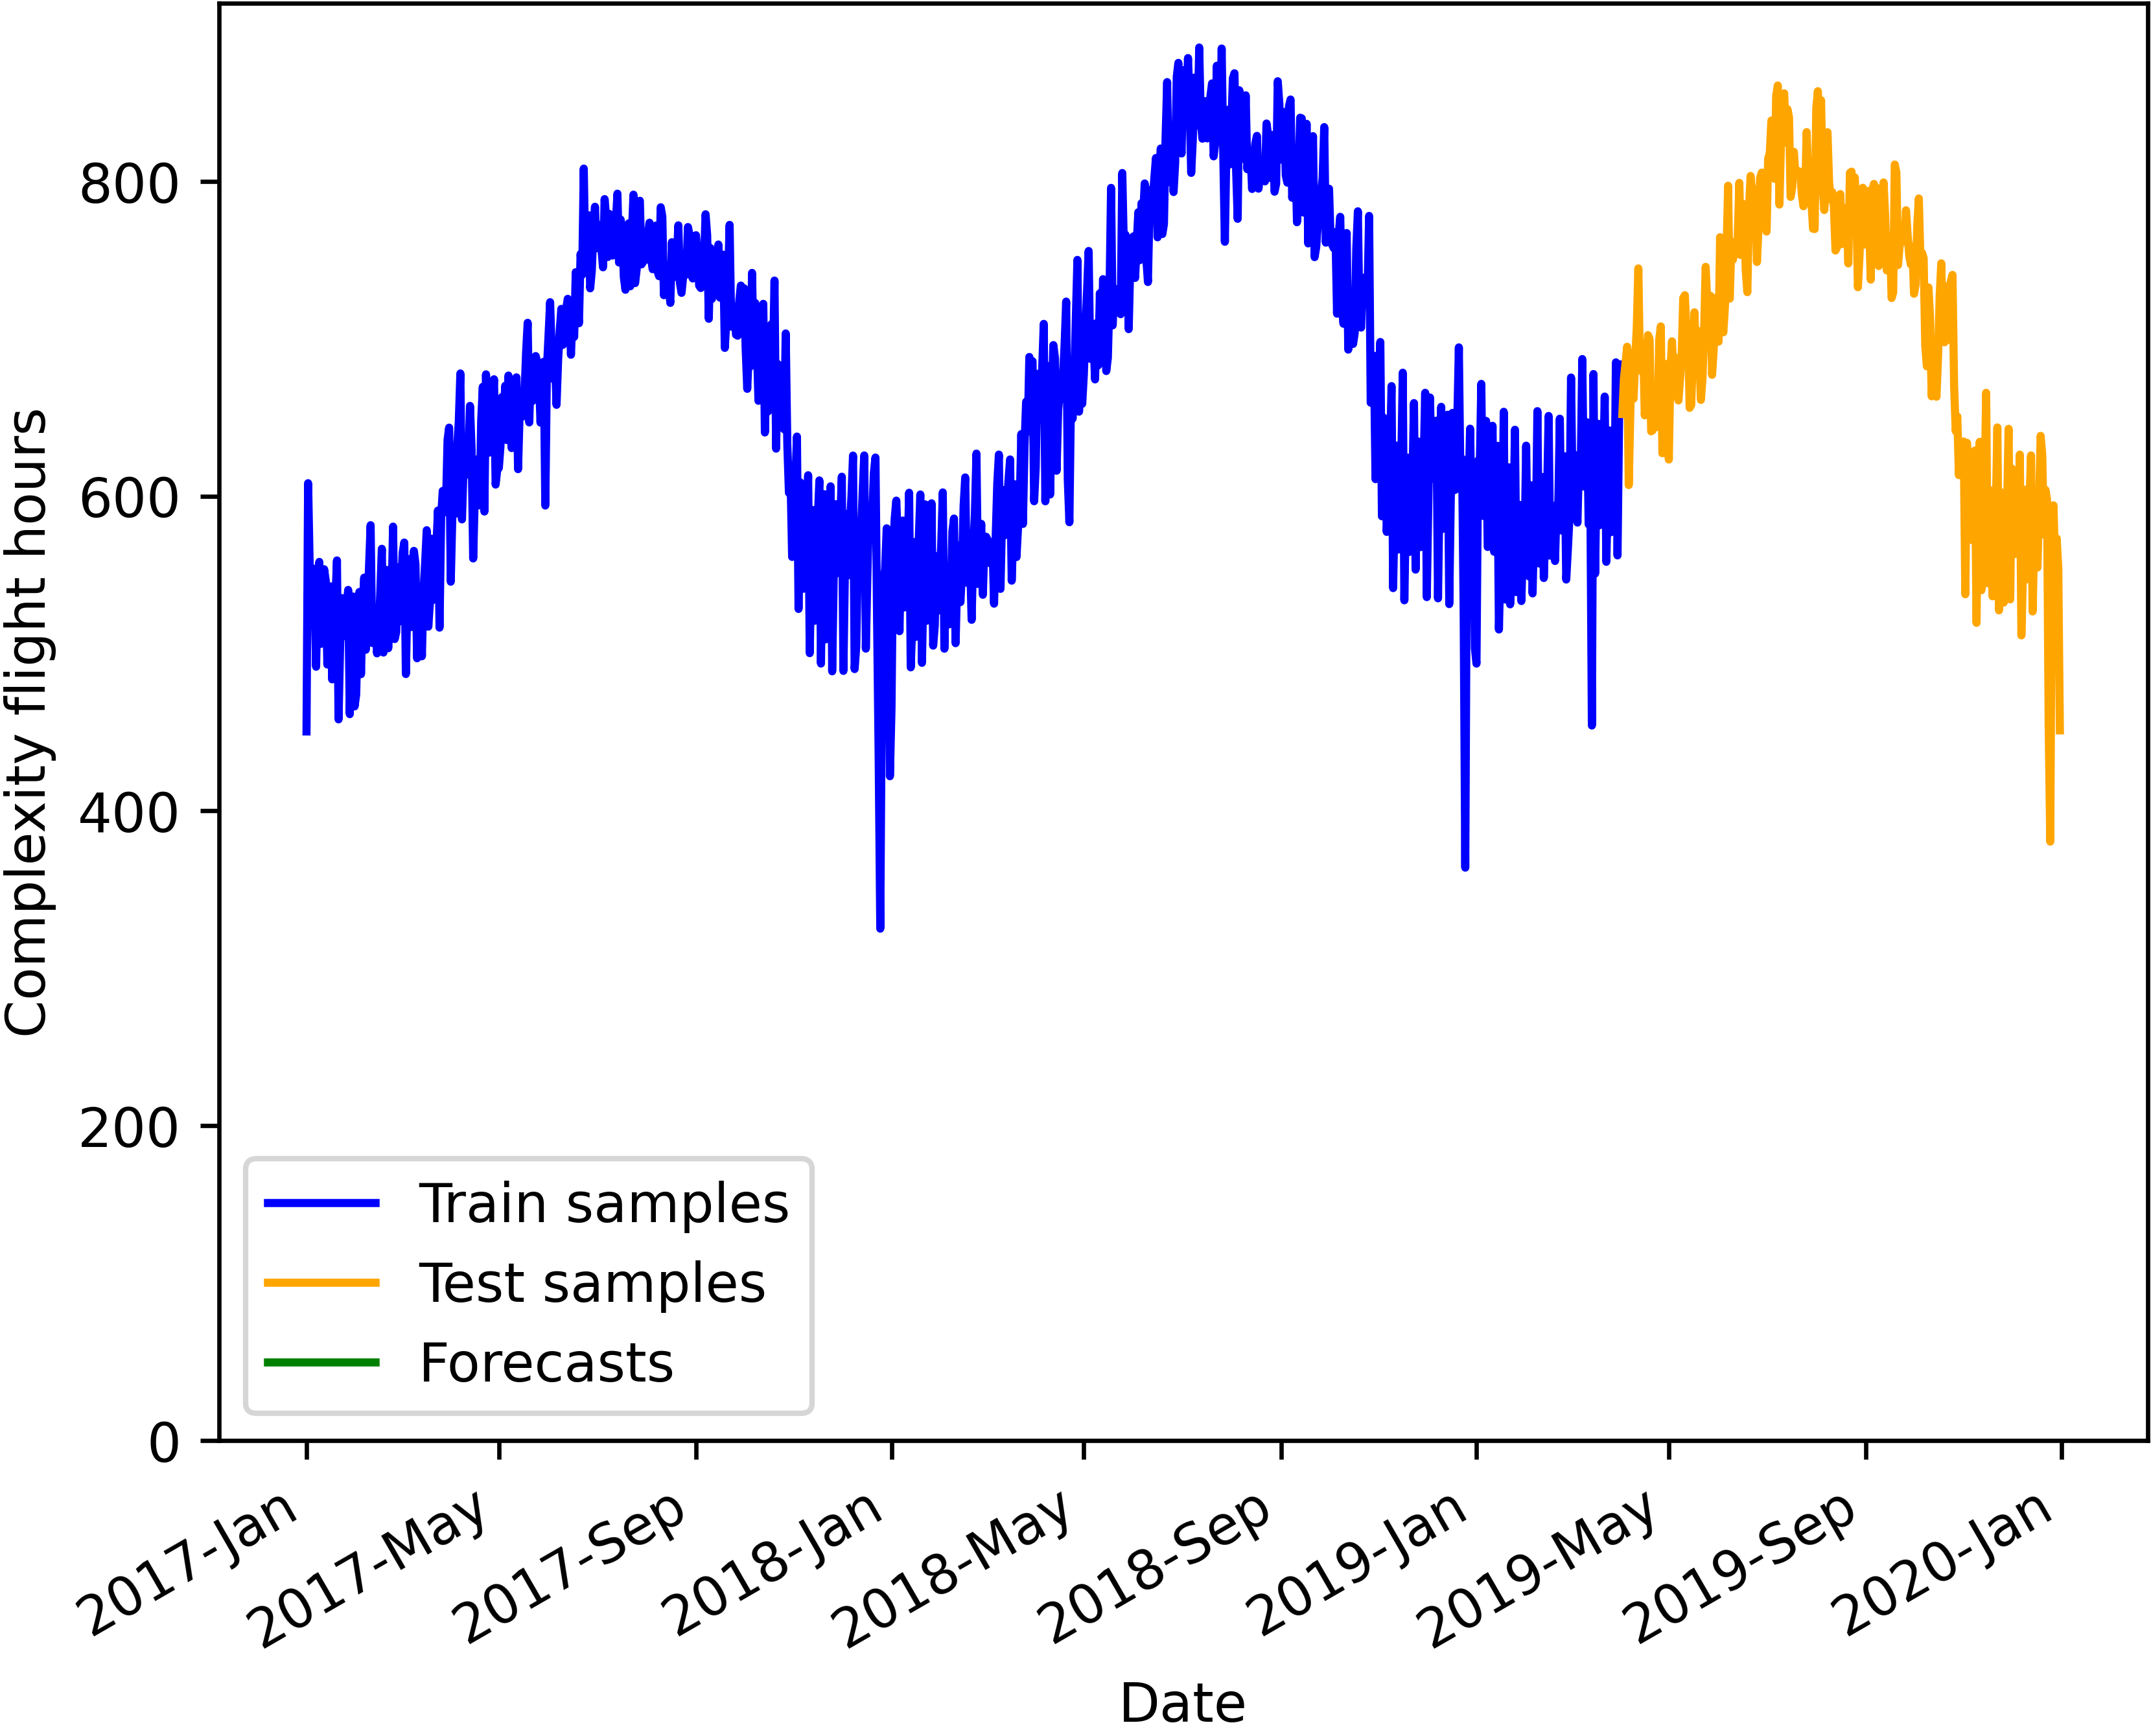 Complexity flight hours
800
600
400
200
0
Train samples
Test samples
Forecasts
2017-Jan
2017-May
2017-Sep
2018-Jan
2018-May
2018-Sep
2019-Jan
2019-May
2019-Sep
2020-Jan
Date